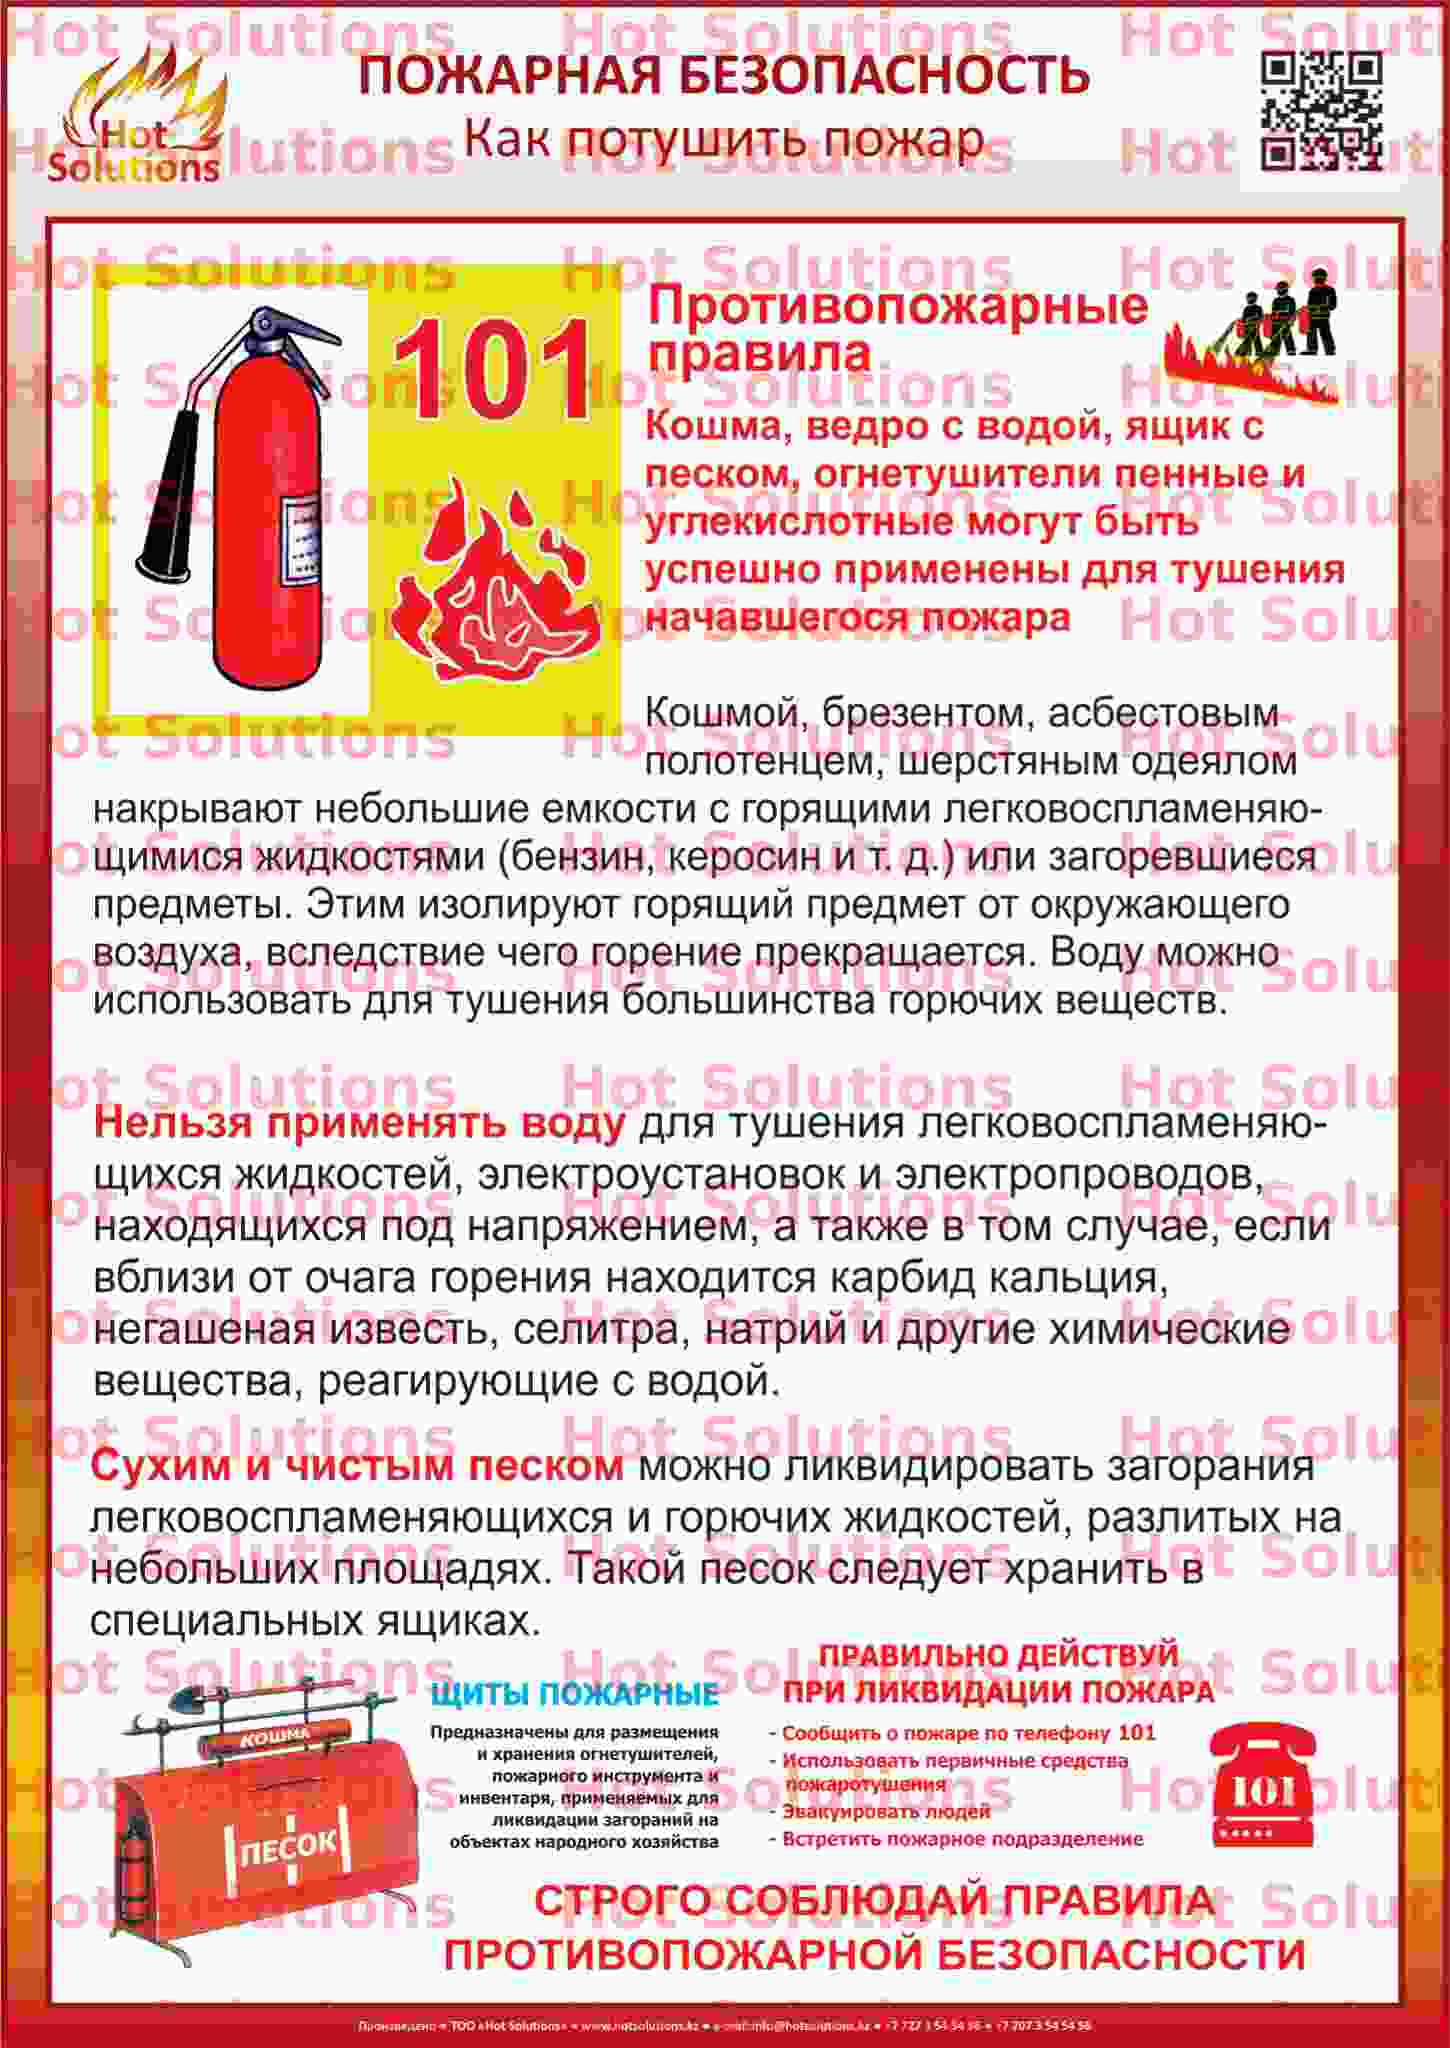 ПОЖАРНАЯ БЕЗОПАСНОСТЬ
Как потушить пожар
Hot
Solutions
101
Противопожарные
правила
Кошма, ведро с водой, ящик с
песком, огнетушители пенные и
углекислотные могут быть
успешно применены для тушения
начавшегося пожара
Кошмой, брезентом, асбестовым
полотенцем, шерстяным одеялом
накрывают небольшие емкости с горящими легковоспламеняю-
щимися жидкостями (бензин, керосин и т. д.) или загоревшиеся
предметы. Этим изолируют горящий предмет от окружающего
воздуха, вследствие чего горение прекращается. Воду можно
использовать для тушения большинства горючих веществ.
Нельзя применять воду для тушения легковоспламеняю-
щихся жидкостей, электроустановок и электропроводов,
находящихся под напряжением, а также в том случае, если
вблизи от очага горения находится карбид кальция,
негашеная известь, селитра, натрий и другие химические
вещества, реагирующие с водой.
Сухим и чистым песком можно ликвидировать загорания
легковоспламеняющихся и горючих жидкостей, разлитых на
небольших площадях. Такой песок следует хранить в
специальных ящиках.
КОШМА
ПЕСОК
ЩИТЫ ПОЖАРНЫЕ
Предназначены для размещения
и хранения огнетушителей,
пожарного инструмента и
инвентаря, применяемых для
ликвидации загораний на
объектах народного хозяйства
ПРАВИЛЬНО ДЕЙСТВУЙ
ПРИ ЛИКВИДАЦИИ ПОЖАРА
- Сообщить о пожаре по телефону 101
- Использовать первичные средства
пожаротушения
- Эвакуировать людей
- Встретить пожарное подразделение
101
СТРОГО СОБЛЮДАЙ ПРАВИЛА
ПРОТИВОПОЖАРНОЙ БЕЗОПАСНОСТИ
Произведено • ТОО «Hot Solutions» • www.hotsolutions.kz • e-mail:info@hotsolutions.kz • +7 727 3 54 54 56 • +7 707 3 54 54 56